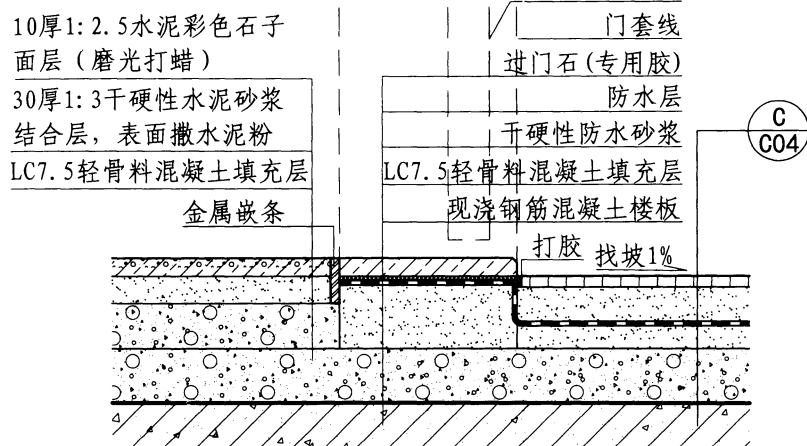 10厚1:2.5水泥彩色石子
面层（磨光打蜡）
30厚1:3干硬性水泥砂浆
结合层，表面撒水泥粉
LC7.5轻骨料混凝土填充层
金属嵌条
门套线
进门石(专用胶)
防水层
干硬性防水砂浆
LC7.5轻骨料混凝土填充层
现浇钢筋混凝土楼板
打胶
找坡1%
C
C04